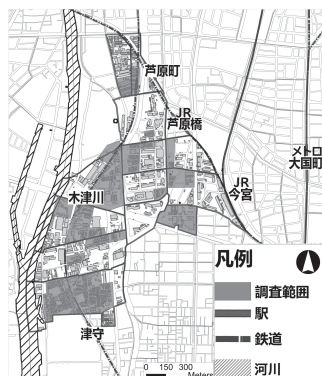 芦原町
JR
芦原橋
メトロ
大国町
JR
今宮
木津川
津守
凡例
調査範囲
駅
鉄道
河川
0 150 300
Meters